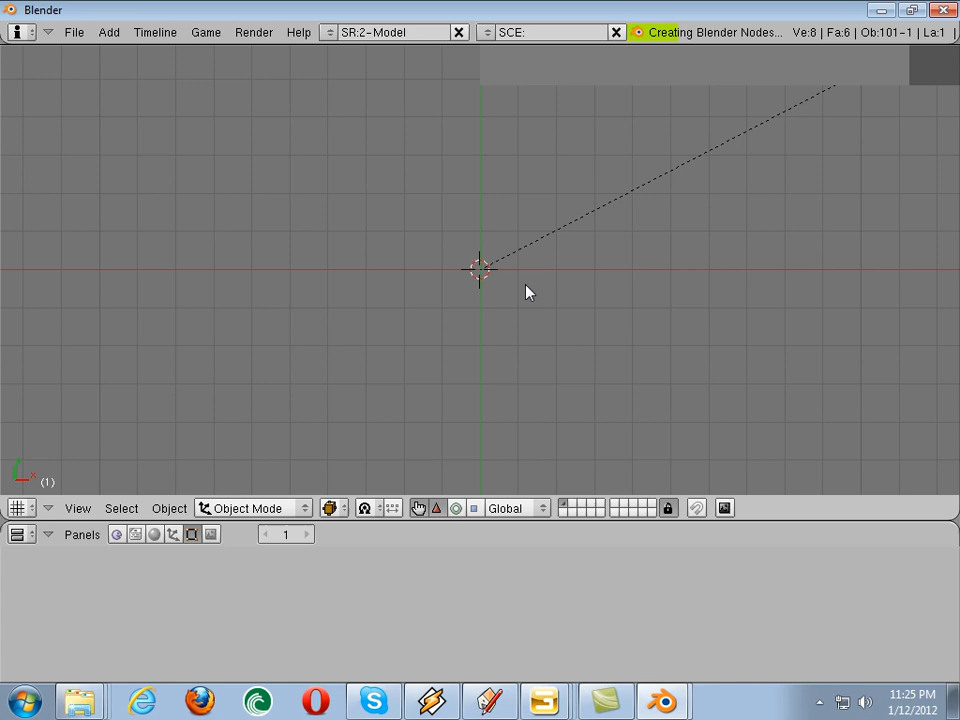 Blender
File Add Timeline Game Render Help SR:2-Model SCE: Creating Blender Nodes... Ve:8 | Fa:6 | Ob:101-1 | La:1 |
x
(1)
View Select Object Object Mode Global
Panels 1
11:25 PM
1/12/2012